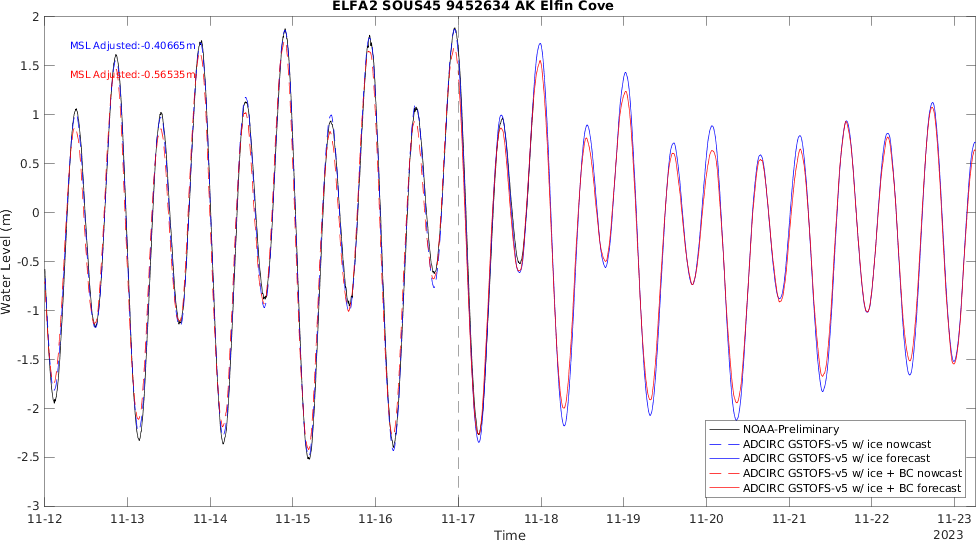 ELFA2 SOUS45 9452634 AK Elfin Cove
MSL Adjusted:-0.40665m
MSL Adjusted:-0.56535m
2
1.5
1
0.5
0
-0.5
-1
-1.5
-2
-2.5
-3
Water Level (m)
NOAA-Preliminary
ADCIRC GSTOFS-v5 w/ ice nowcast
ADCIRC GSTOFS-v5 w/ ice forecast
ADCIRC GSTOFS-v5 w/ ice + BC nowcast
ADCIRC GSTOFS-v5 w/ ice + BC forecast
11-12 11-13 11-14 11-15 11-16 11-17 11-18 11-19 11-20 11-21 11-22 11-23
Time
2023